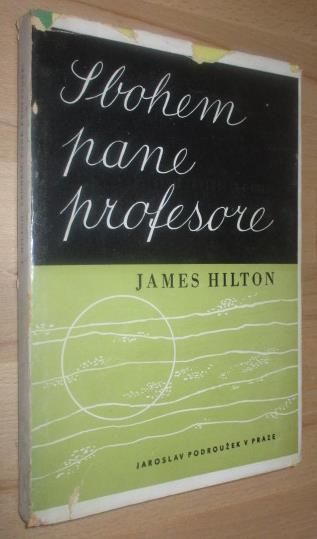 Sbohem
pane
profesore
JAMES HILTON
JAROSLAV PODROUŽEK V PRAZE